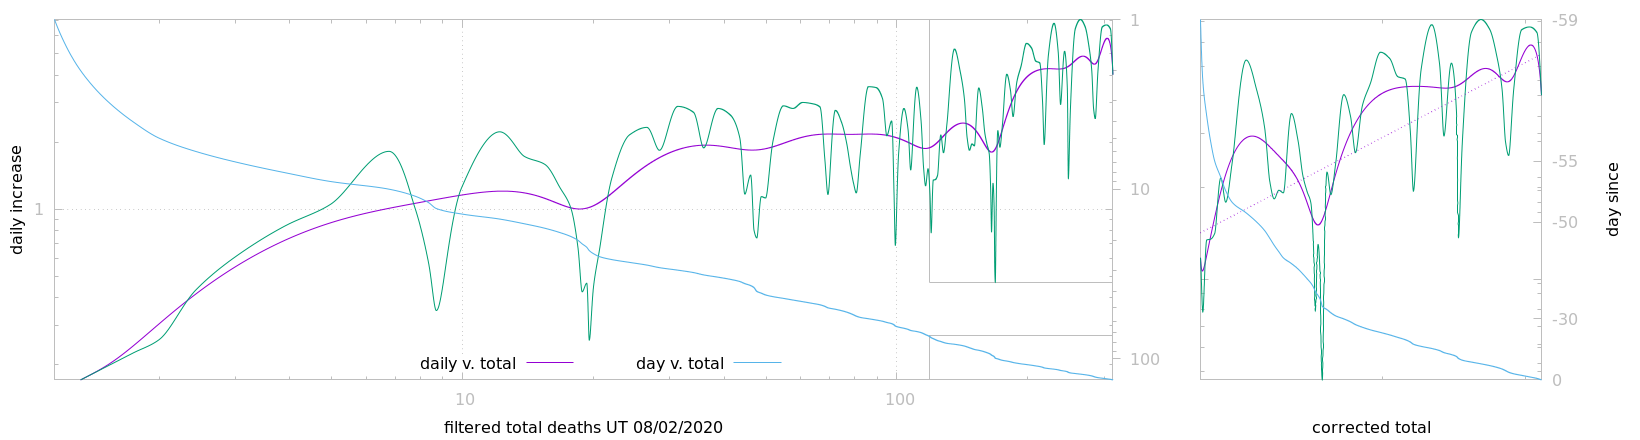 daily increase
1
daily v. total
day v. total
10
100
filtered total deaths UT 08/02/2020
1
10
100
-59
-55
-50
-30
0
day since
corrected total